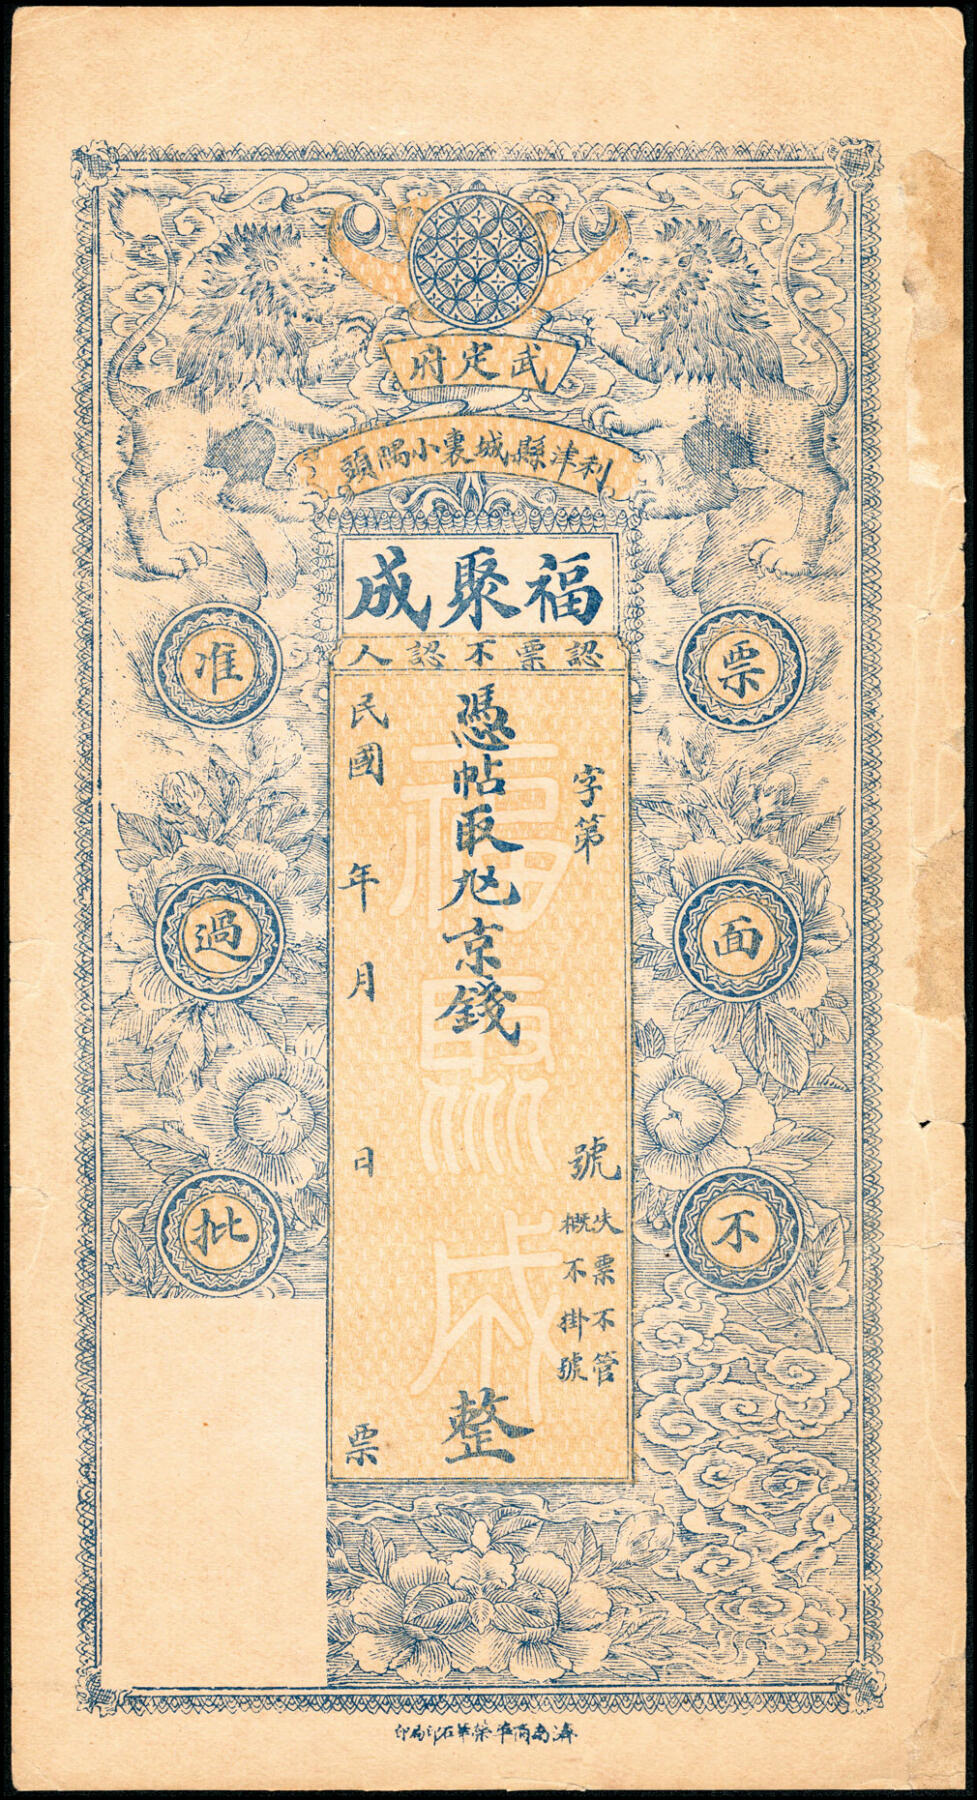 武定府
利津縣城裏小隅頭
福聚成
認票不認人
字第
號
失票不管
概不掛號
憑帖取兌京錢
整
民國
年
月
日
票
票
面
不
准
過
批
福聚成